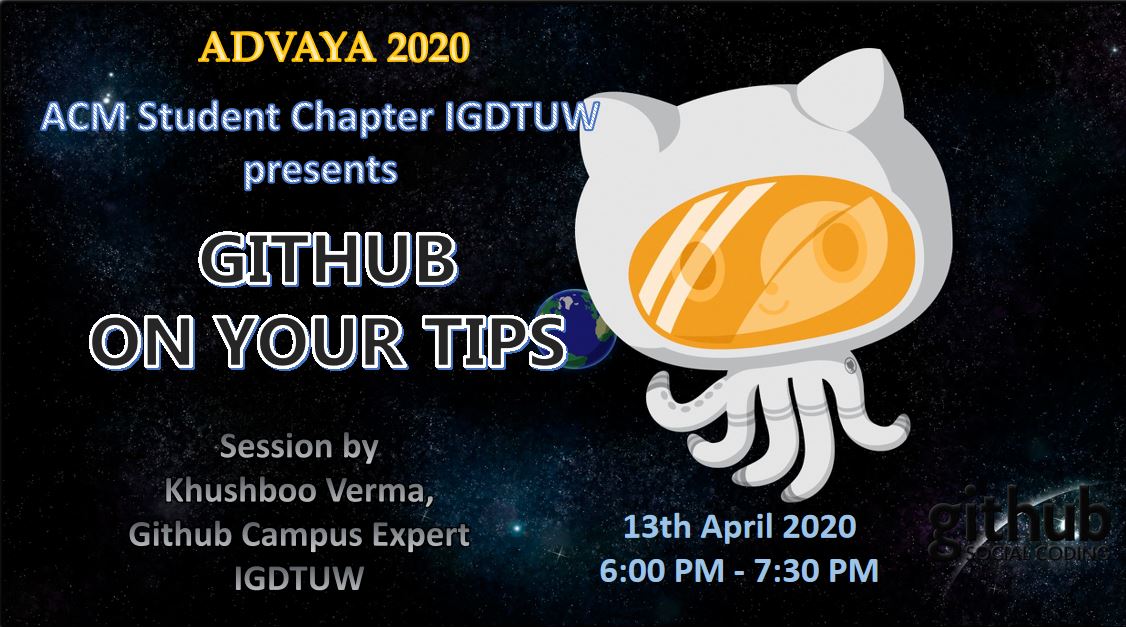 ADVAYA 2020
ACM Student Chapter IGDTUW
presents
GITHUB
ON YOUR TIPS
Session by
Khushboo Verma,
Github Campus Expert
IGDTUW
13th April 2020
6:00 PM - 7:30 PM
github
SOCIAL CODING